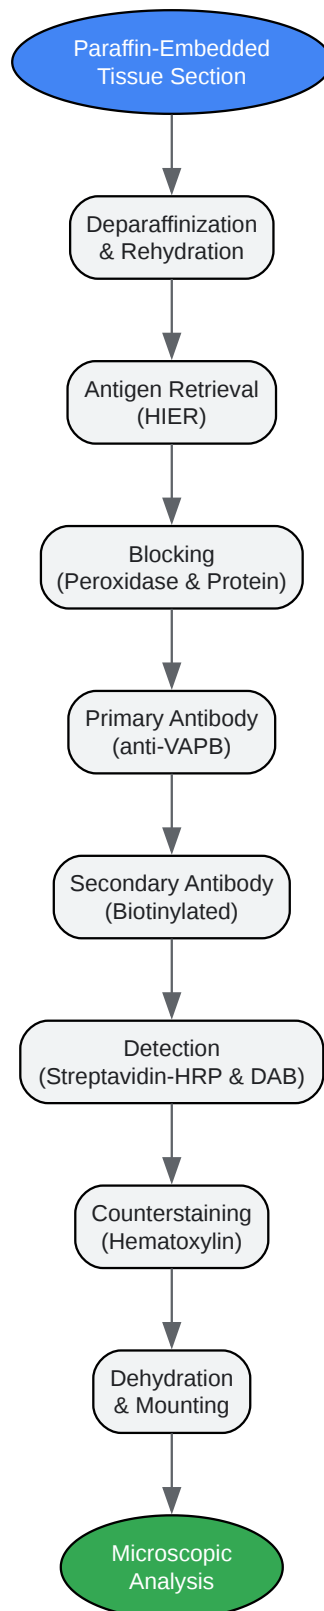 Paraffin-Embedded
Tissue Section
Deparaffinization
& Rehydration
Antigen Retrieval
(HIER)
Blocking
(Peroxidase & Protein)
Primary Antibody
(anti-VAPB)
Secondary Antibody
(Biotinylated)
Detection
(Streptavidin-HRP & DAB)
Counterstaining
(Hematoxylin)
Dehydration
& Mounting
Microscopic
Analysis